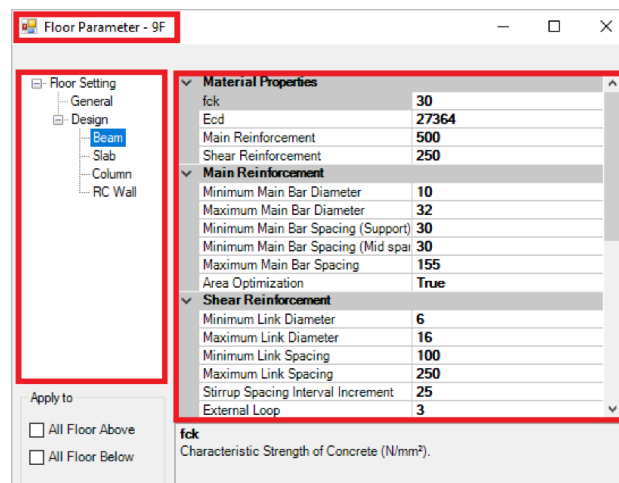 Floor Parameter - 9F
Floor Setting
General
Design
Beam
Slab
Column
RC Wall
Material Properties
fck 30
Ecd 27364
Main Reinforcement 500
Shear Reinforcement 250
Main Reinforcement
Minimum Main Bar Diameter 10
Maximum Main Bar Diameter 32
Minimum Main Bar Spacing (Support) 30
Minimum Main Bar Spacing (Mid spar 30
Maximum Main Bar Spacing 155
Area Optimization True
Shear Reinforcement
Minimum Link Diameter 6
Maximum Link Diameter 16
Minimum Link Spacing 100
Maximum Link Spacing 250
Stirrup Spacing Interval Increment 25
External Loop 3
Apply to
All Floor Above
All Floor Below
fck
Characteristic Strength of Concrete (N/mm²).